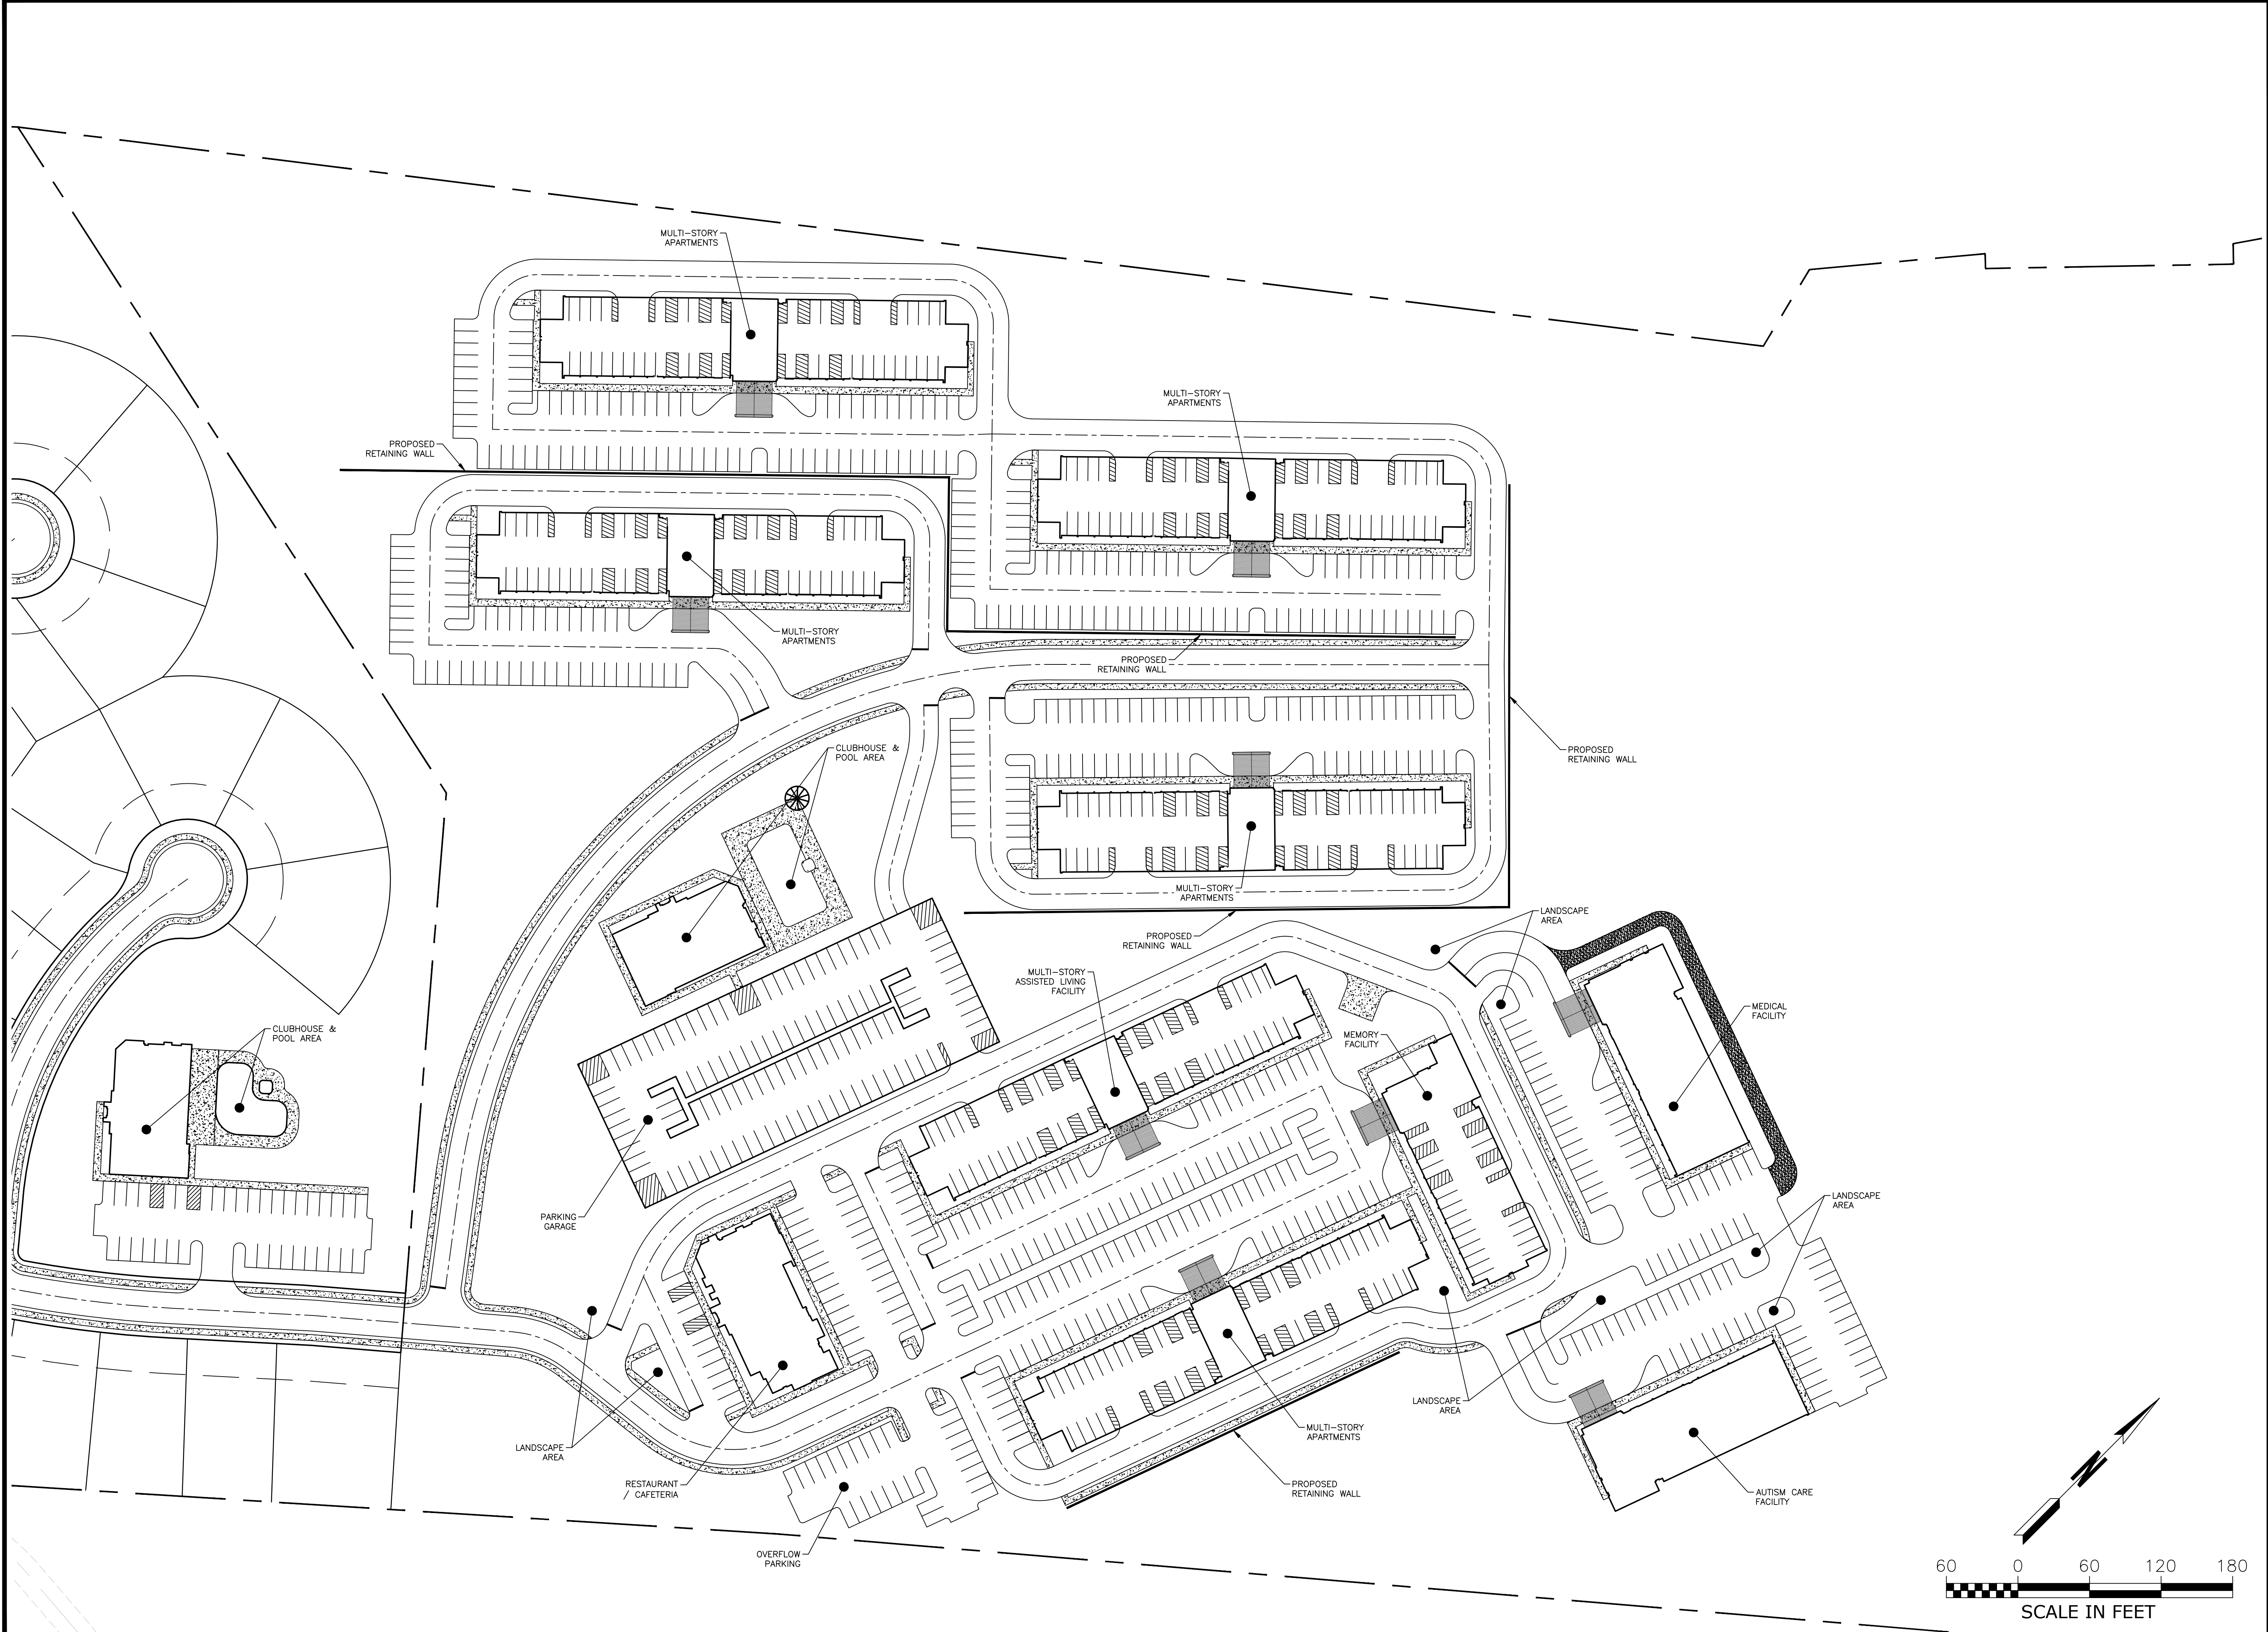 MULTI-STORY
APARTMENTS
MULTI-STORY
APARTMENTS
PROPOSED
RETAINING WALL
MULTI-STORY
APARTMENTS
PROPOSED
RETAINING WALL
CLUBHOUSE &
POOL AREA
PROPOSED
RETAINING WALL
MULTI-STORY
APARTMENTS
PROPOSED
RETAINING WALL
LANDSCAPE
AREA
MULTI-STORY
ASSISTED LIVING
FACILITY
MEDICAL
FACILITY
MEMORY
FACILITY
CLUBHOUSE &
POOL AREA
LANDSCAPE
AREA
PARKING
GARAGE
LANDSCAPE
AREA
MULTI-STORY
APARTMENTS
LANDSCAPE
AREA
RESTAURANT
/ CAFETERIA
PROPOSED
RETAINING WALL
AUTISM CARE
FACILITY
OVERFLOW
PARKING
N
60 0 60 120 180
SCALE IN FEET